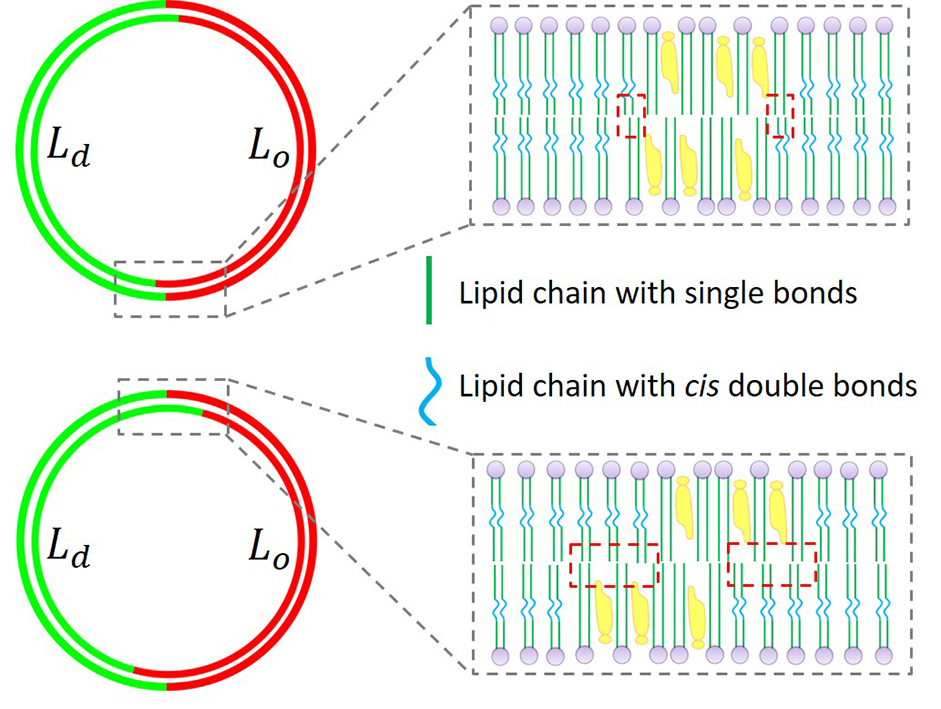 L_d
L_o
Lipid chain with single bonds
Lipid chain with cis double bonds
L_d
L_o